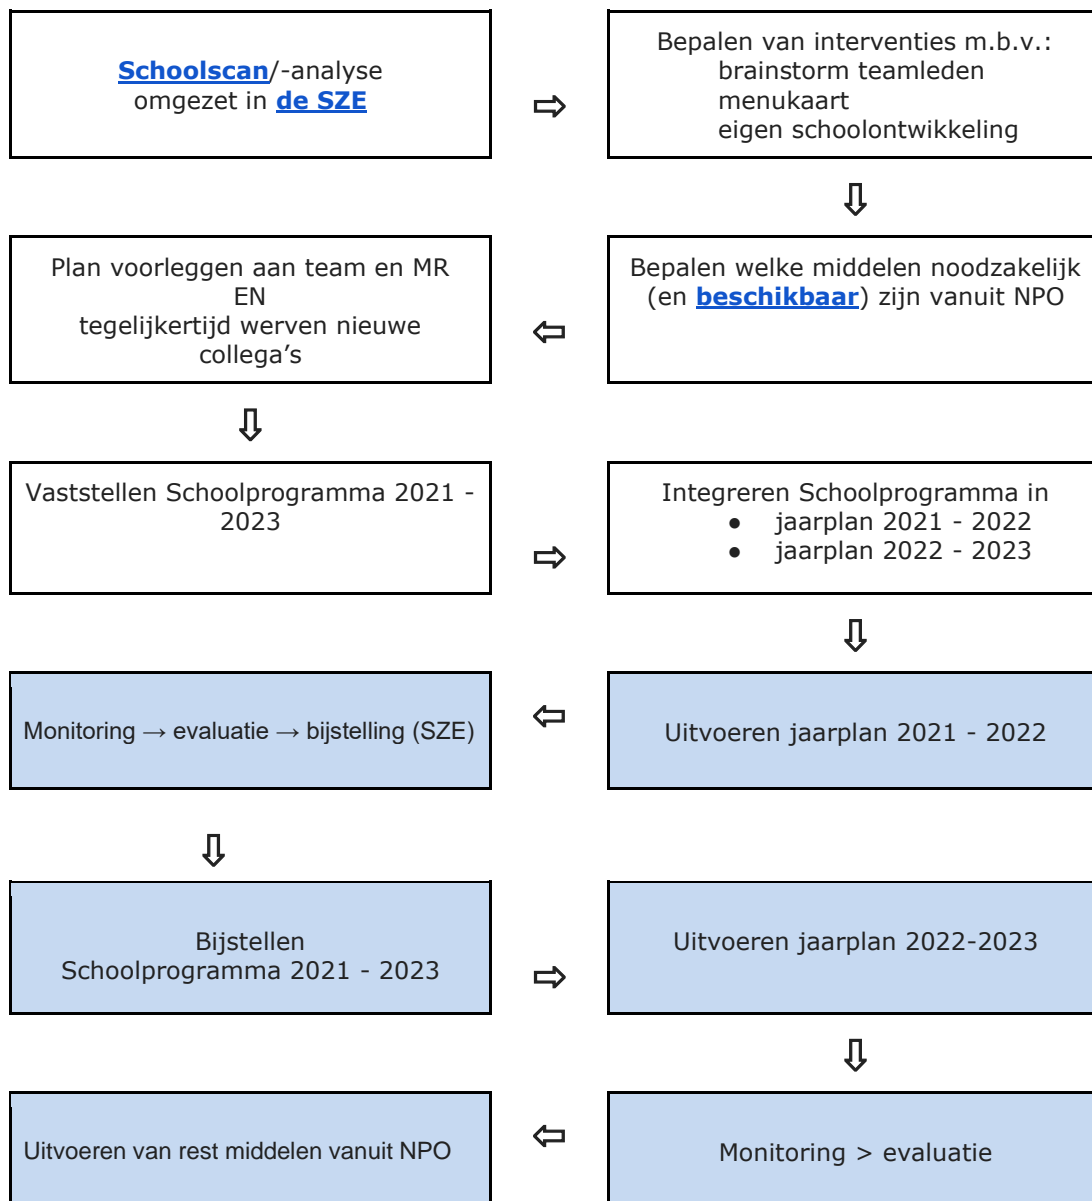 Schoolscan/-analyse
omgezet in de SZE
⇨
Bepalen van interventies m.b.v.:
brainstorm teamleden
menukaart
eigen schoolontwikkeling
⇩
Plan voorleggen aan team en MR
EN
tegelijkertijd werven nieuwe
collega's
⇦
Bepalen welke middelen noodzakelijk
(en beschikbaar) zijn vanuit NPO
⇩
Vaststellen Schoolprogramma 2021 -
2023
⇨
Integreren Schoolprogramma in
● jaarplan 2021 - 2022
● jaarplan 2022 - 2023
⇩
Monitoring → evaluatie → bijstelling (SZE)
⇦
Uitvoeren jaarplan 2021 - 2022
⇩
Bijstellen
Schoolprogramma 2021 - 2023
⇨
Uitvoeren jaarplan 2022-2023
⇩
Uitvoeren van rest middelen vanuit NPO
⇦
Monitoring > evaluatie